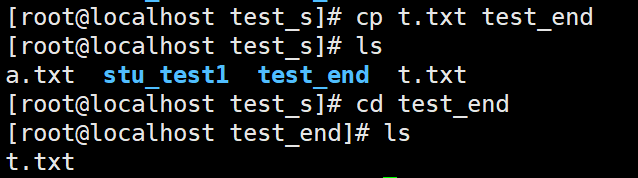 [root@localhost test_s]# cp t.txt test_end
[root@localhost test_s]# ls
a.txt  stu_test1  test_end  t.txt
[root@localhost test_s]# cd test_end
[root@localhost test_end]# ls
t.txt